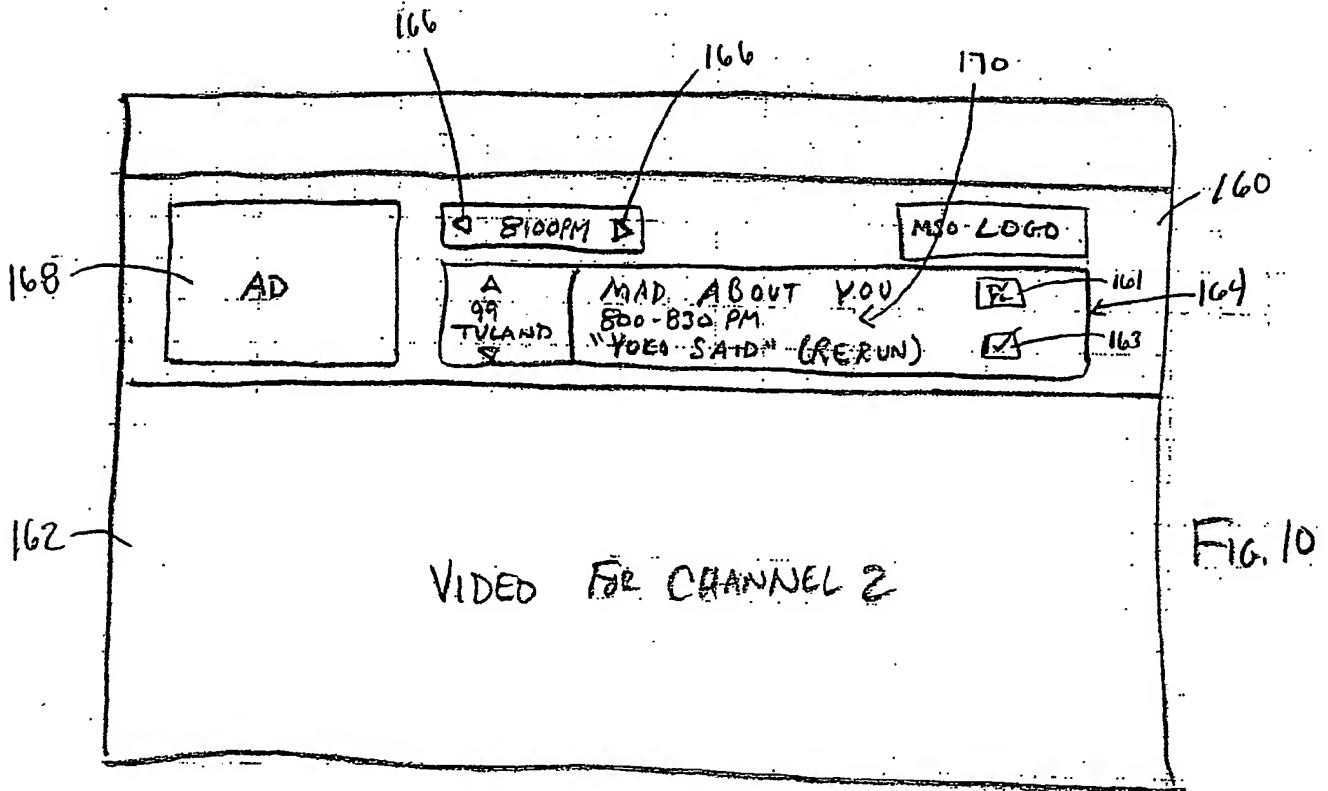 166
166
170
160
8:00PM
MSO LOGO
168
AD
99
TVLAND
MAD ABOUT YOU
800-830 PM
"YOKO SAID" (RERUN)
161
164
163
162
VIDEO FOR CHANNEL 2
FIG. 10